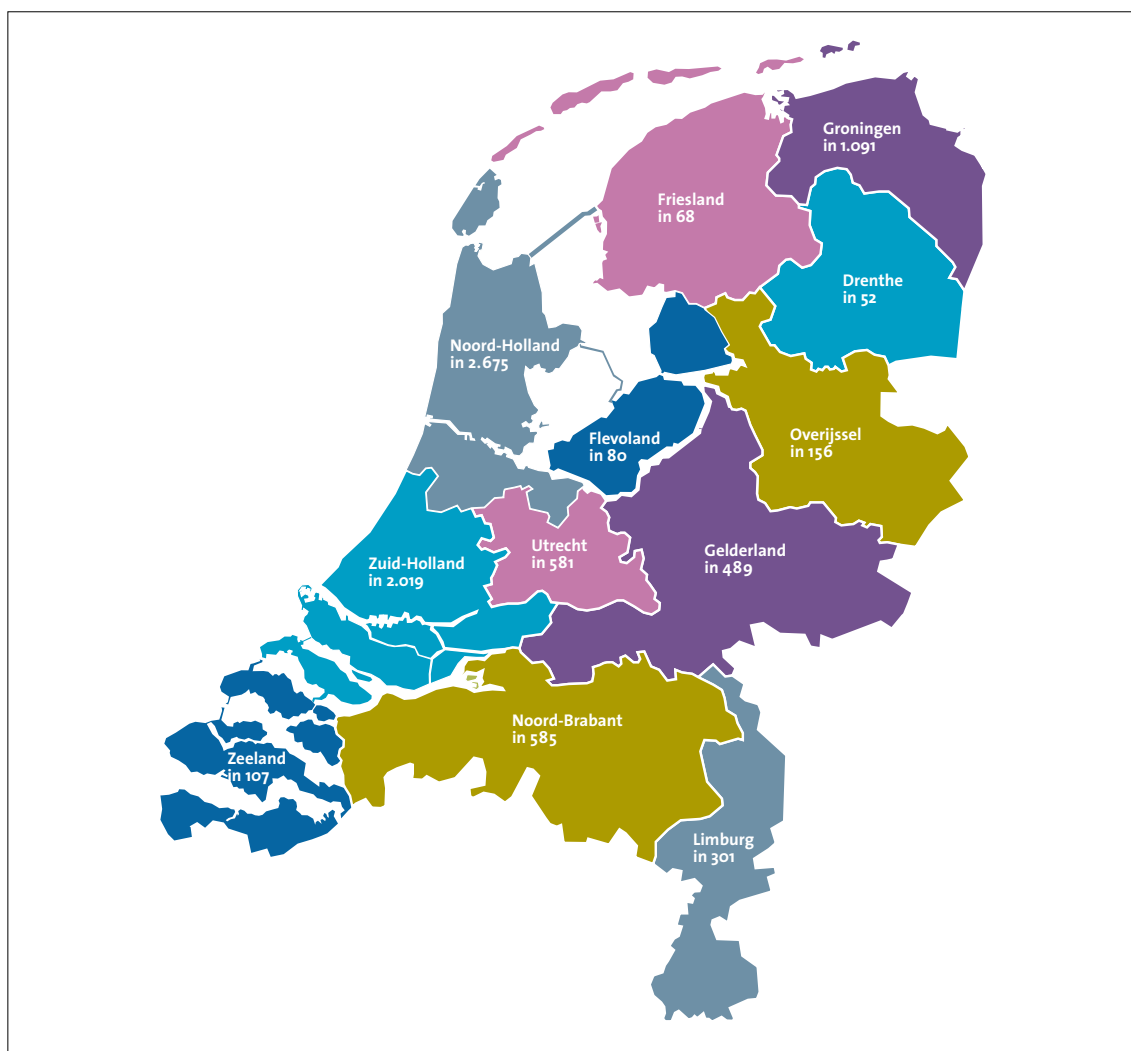 Groningen
in 1.091
Friesland
in 68
Drenthe
in 52
Noord-Holland
in 2.675
Flevoland
in 80
Overijssel
in 156
Utrecht
in 581
Gelderland
in 489
Zuid-Holland
in 2.019
Noord-Brabant
in 585
Zeeland
in 107
Limburg
in 301